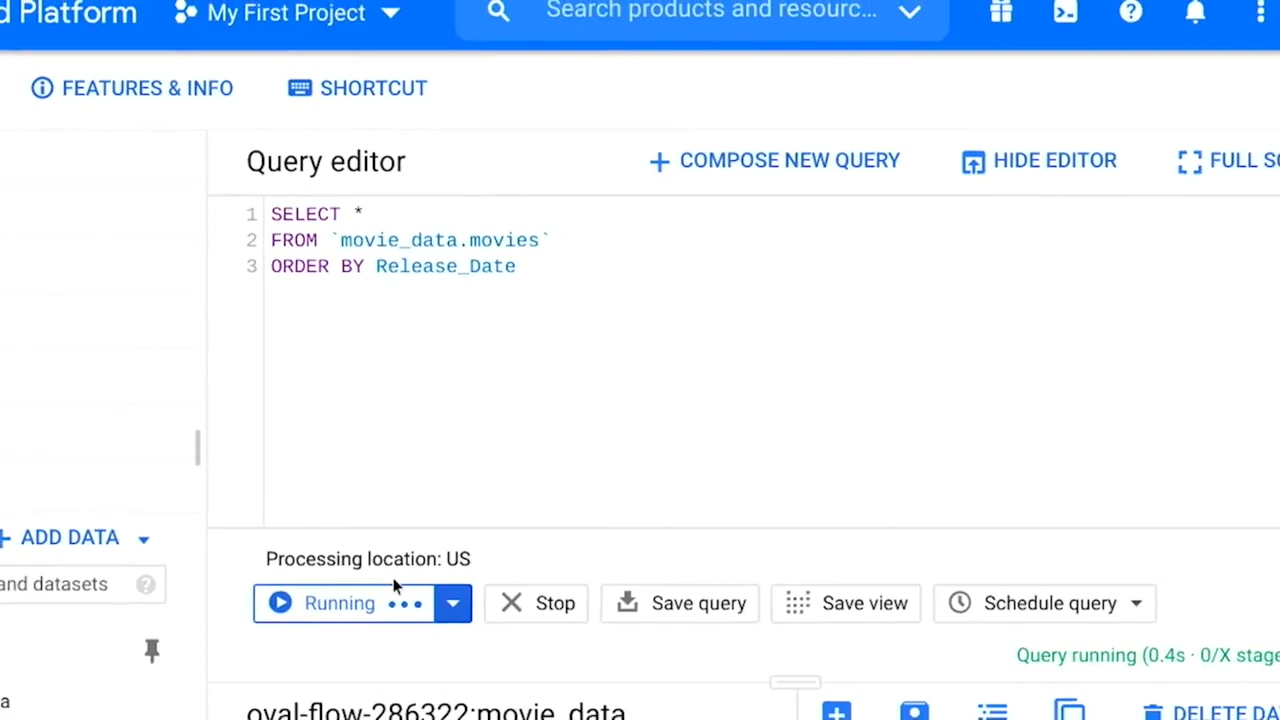 d Platform
My First Project
Search products and resourc...
FEATURES & INFO
SHORTCUT
Query editor
COMPOSE NEW QUERY
HIDE EDITOR
FULL SC
1 SELECT *
2 FROM `movie_data.movies`
3 ORDER BY Release_Date
+ ADD DATA
and datasets
Processing location: US
Running
Stop
Save query
Save view
Schedule query
Query running (0.4s · 0/X stage
a
oval-flow-286322:movie_data
DELETE DA